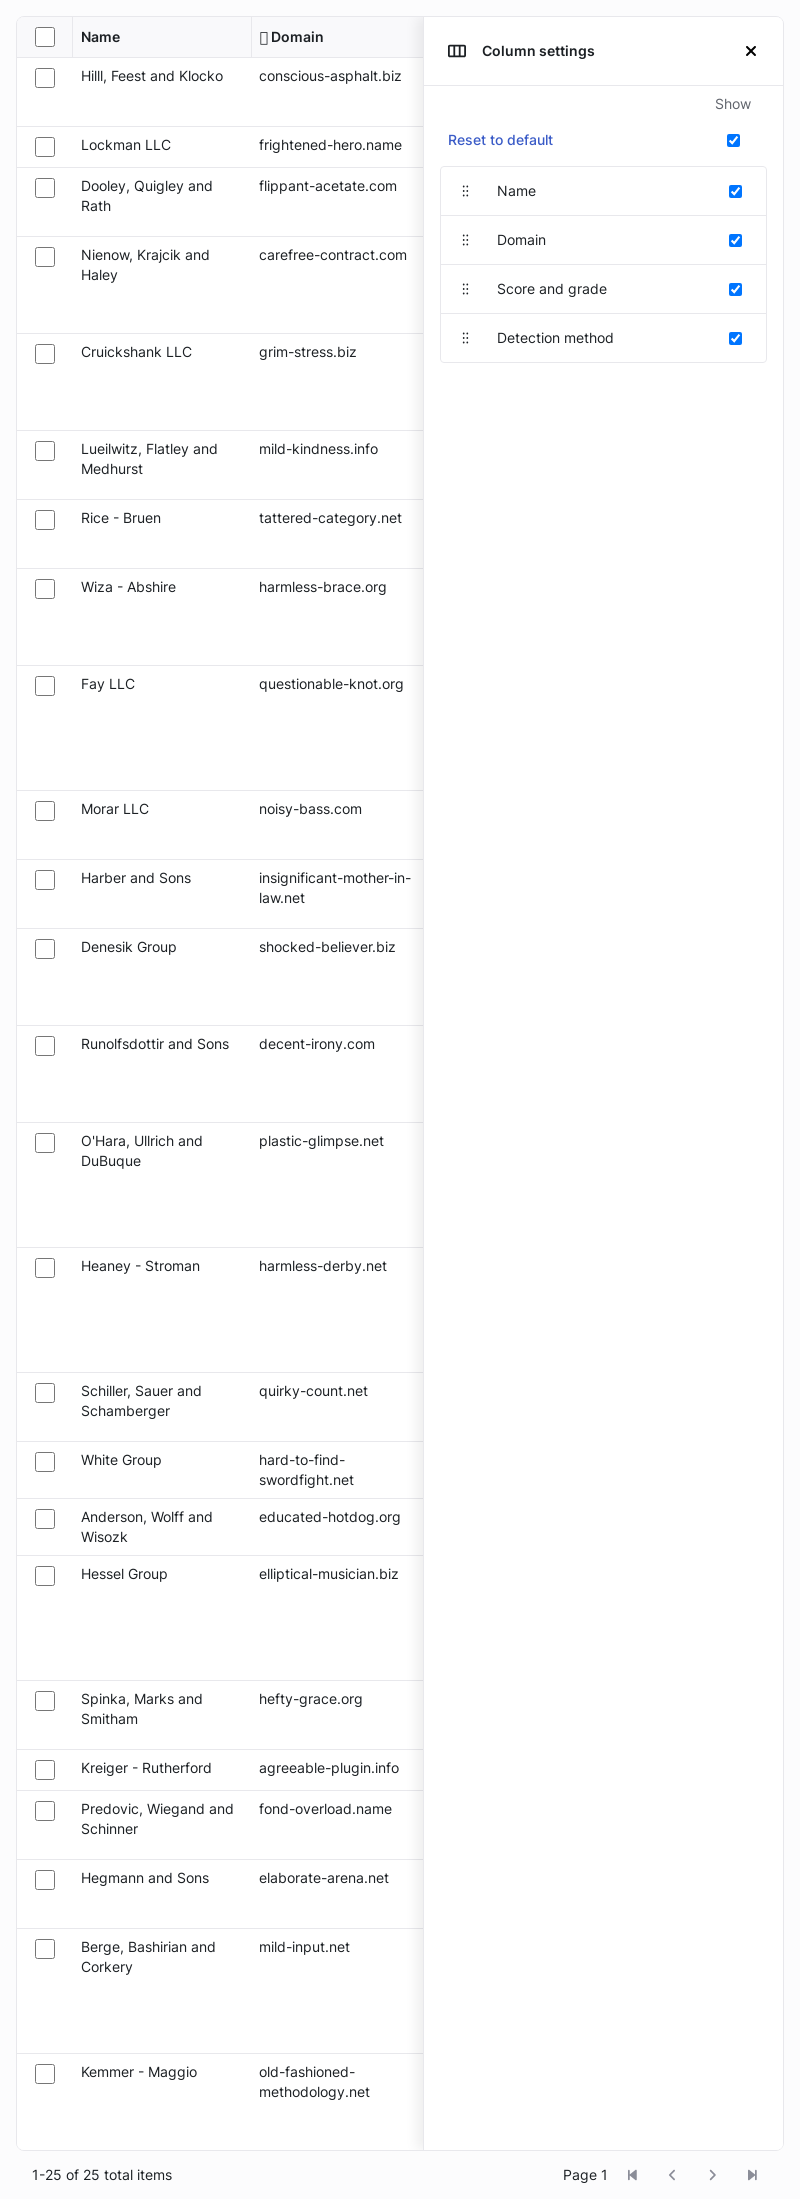 Name Domain
Column settings
Show
Reset to default
Name
Domain
Score and grade
Detection method
Hilll, Feest and Klocko conscious-asphalt.biz
Lockman LLC frightened-hero.name
Dooley, Quigley and flippant-acetate.com
Rath
Nienow, Krajcik and carefree-contract.com
Haley
Cruickshank LLC grim-stress.biz
Lueilwitz, Flatley and mild-kindness.info
Medhurst
Rice - Bruen tattered-category.net
Wiza - Abshire harmless-brace.org
Fay LLC questionable-knot.org
Morar LLC noisy-bass.com
Harber and Sons insignificant-mother-in-
law.net
Denesik Group shocked-believer.biz
Runolfsdottir and Sons decent-irony.com
O'Hara, Ullrich and plastic-glimpse.net
DuBuque
Heaney - Stroman harmless-derby.net
Schiller, Sauer and quirky-count.net
Schamberger
White Group hard-to-find-
swordfight.net
Anderson, Wolff and educated-hotdog.org
Wisozk
Hessel Group elliptical-musician.biz
Spinka, Marks and hefty-grace.org
Smitham
Kreiger - Rutherford agreeable-plugin.info
Predovic, Wiegand and fond-overload.name
Schinner
Hegmann and Sons elaborate-arena.net
Berge, Bashirian and mild-input.net
Corkery
Kemmer - Maggio old-fashioned-
methodology.net
1-25 of 25 total items Page 1